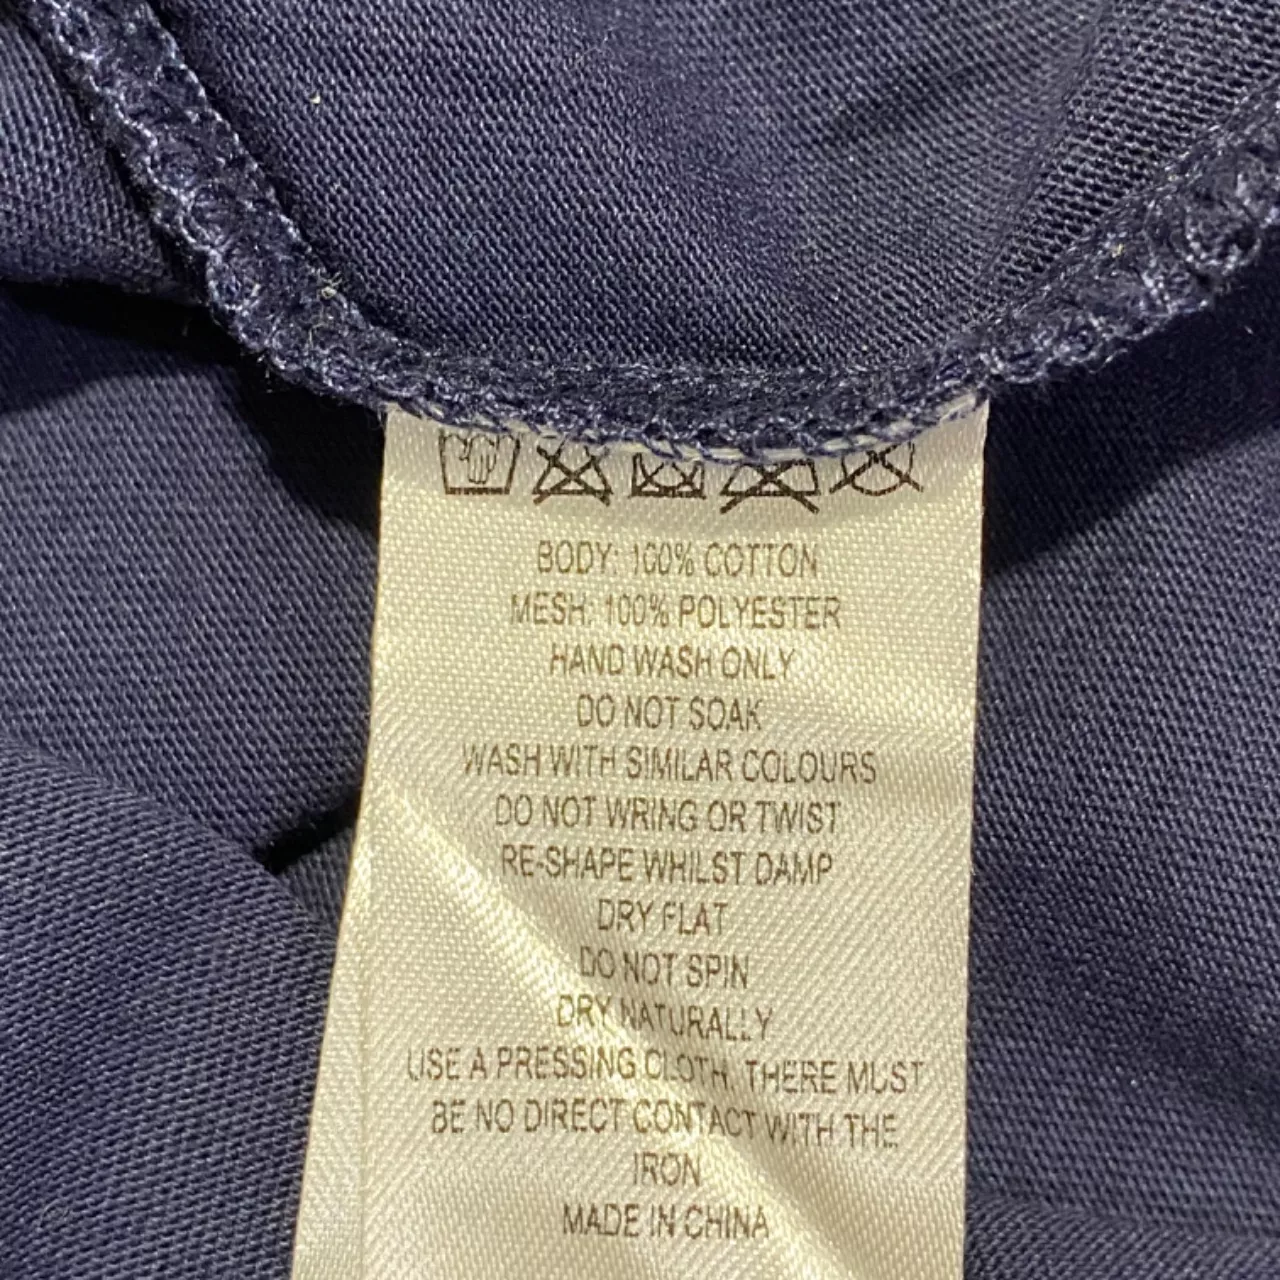 BODY: 100% COTTON
MESH: 100% POLYESTER
HAND WASH ONLY
DO NOT SOAK
WASH WITH SIMILAR COLOURS
DO NOT WRING OR TWIST
RE-SHAPE WHILST DAMP
DRY FLAT
DO NOT SPIN
DRY NATURALLY
USE A PRESSING CLOTH, THERE MUST
BE NO DIRECT CONTACT WITH THE
IRON
MADE IN CHINA